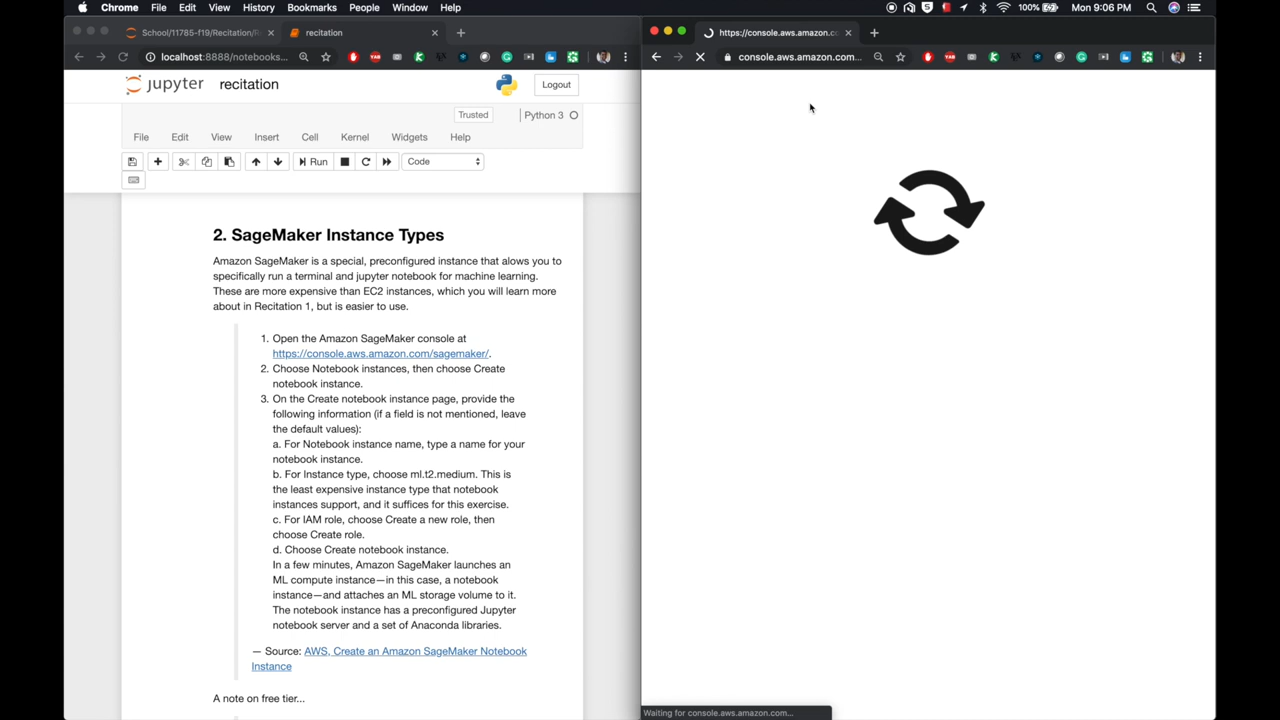 Chrome File Edit View History Bookmarks People Window Help
100% Mon 9:06 PM
School/11785-f19/Recitation/R
recitation
localhost:8888/notebooks...
jupyter recitation
Logout
Trusted
Python 3
File Edit View Insert Cell Kernel Widgets Help
Run
Code
2. SageMaker Instance Types
Amazon SageMaker is a special, preconfigured instance that alows you to
specifically run a terminal and jupyter notebook for machine learning.
These are more expensive than EC2 instances, which you will learn more
about in Recitation 1, but is easier to use.
1. Open the Amazon SageMaker console at
https://console.aws.amazon.com/sagemaker/.
2. Choose Notebook instances, then choose Create
notebook instance.
3. On the Create notebook instance page, provide the
following information (if a field is not mentioned, leave
the default values):
a. For Notebook instance name, type a name for your
notebook instance.
b. For Instance type, choose ml.t2.medium. This is
the least expensive instance type that notebook
instances support, and it suffices for this exercise.
c. For IAM role, choose Create a new role, then
choose Create role.
d. Choose Create notebook instance.
In a few minutes, Amazon SageMaker launches an
ML compute instance—in this case, a notebook
instance—and attaches an ML storage volume to it.
The notebook instance has a preconfigured Jupyter
notebook server and a set of Anaconda libraries.
— Source: AWS, Create an Amazon SageMaker Notebook
Instance
A note on free tier...
https://console.aws.amazon.co
console.aws.amazon.com...
Waiting for console.aws.amazon.com...